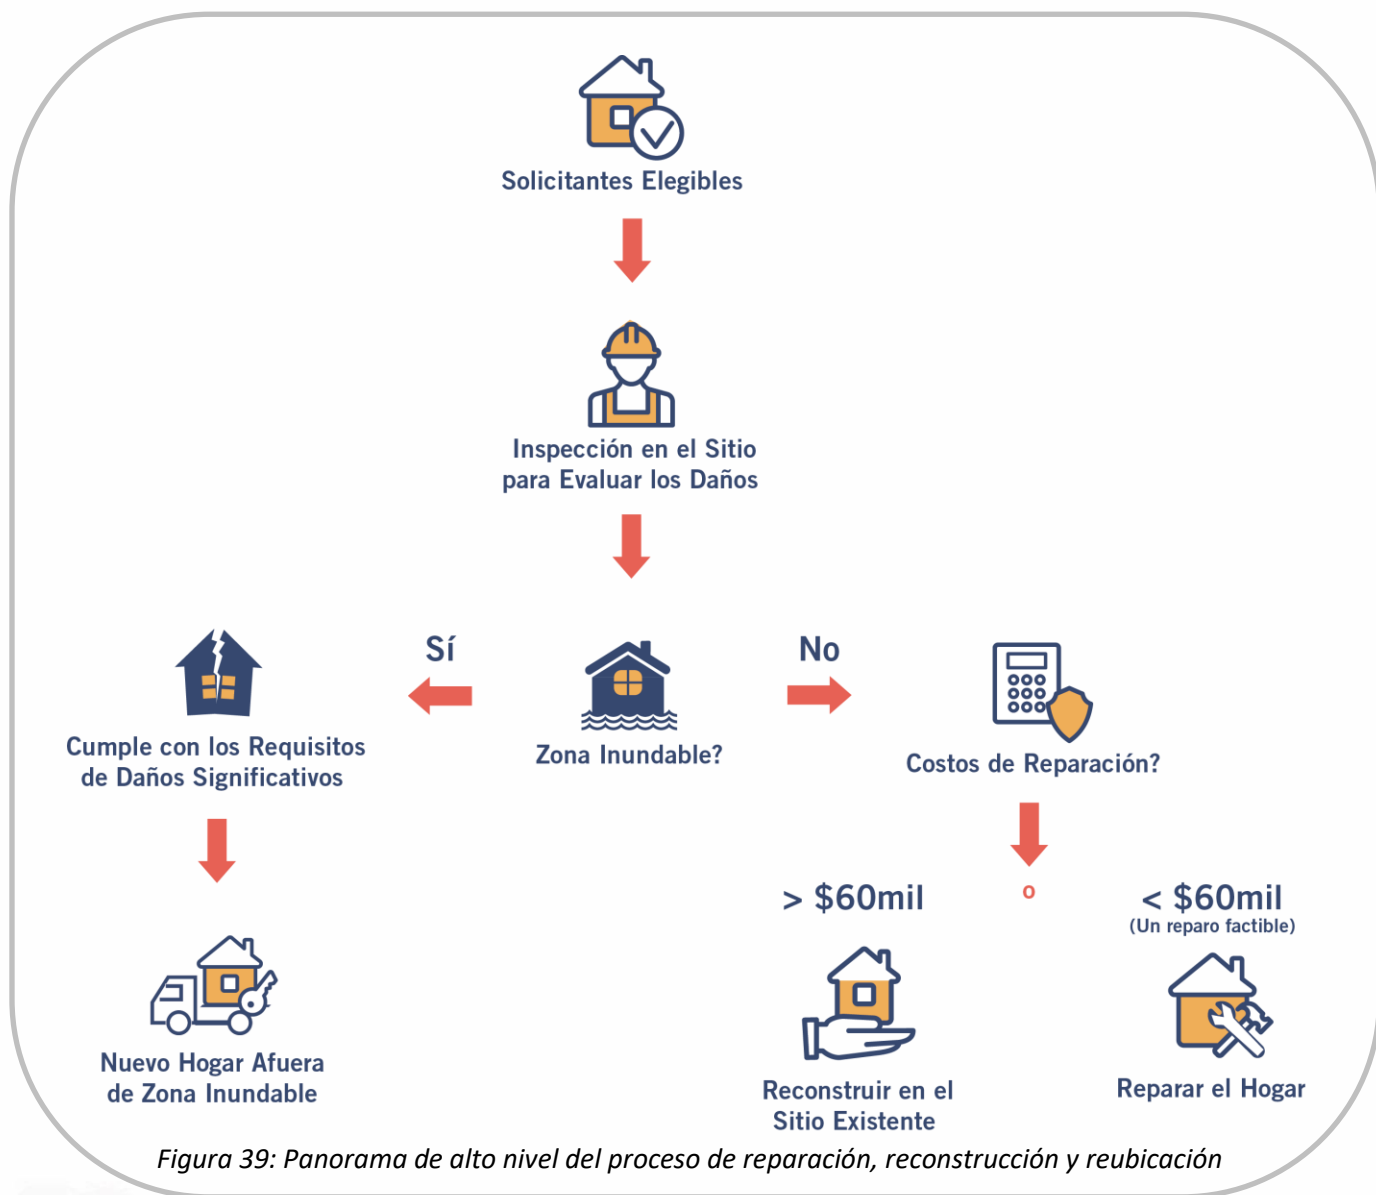 Solicitantes Elegibles
Inspección en el Sitio
para Evaluar los Daños
Sí
No
Cumple con los Requisitos
de Daños Significativos
Zona Inundable?
Costos de Reparación?
> $60mil
o
< $60mil
(Un reparo factible)
Nuevo Hogar Afuera
de Zona Inundable
Reconstruir en el
Sitio Existente
Reparar el Hogar
Figura 39: Panorama de alto nivel del proceso de reparación, reconstrucción y reubicación